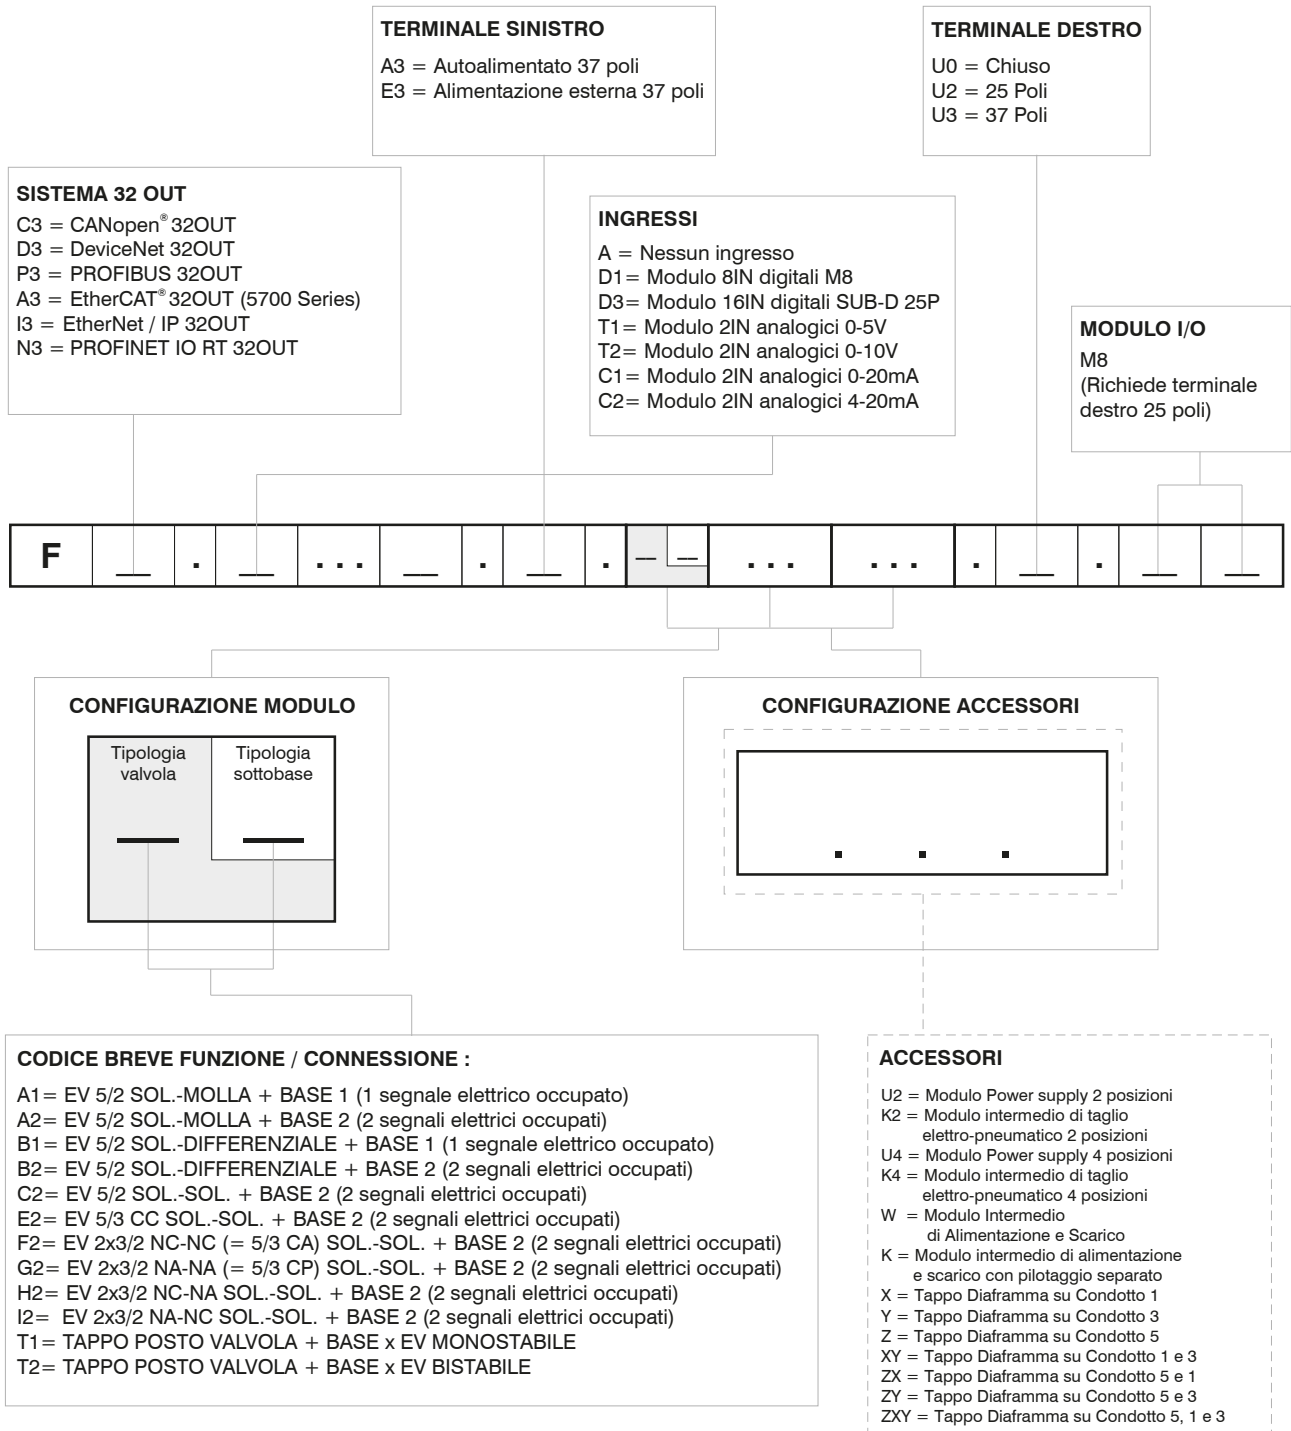 TERMINALE SINISTRO
A3 = Autoalimentato 37 poli
E3 = Alimentazione esterna 37 poli
TERMINALE DESTRO
U0 = Chiuso
U2 = 25 Poli
U3 = 37 Poli
SISTEMA 32 OUT
C3 = CANopen® 32OUT
D3 = DeviceNet 32OUT
P3 = PROFIBUS 32OUT
A3 = EtherCAT® 32OUT (5700 Series)
I3 = EtherNet / IP 32OUT
N3 = PROFINET IO RT 32OUT
INGRESSI
A = Nessun ingresso
D1= Modulo 8IN digitali M8
D3= Modulo 16IN digitali SUB-D 25P
T1= Modulo 2IN analogici 0-5V
T2= Modulo 2IN analogici 0-10V
C1= Modulo 2IN analogici 0-20mA
C2= Modulo 2IN analogici 4-20mA
MODULO I/O
M8
(Richiede terminale
destro 25 poli)
F __ . __ ... __ . __ . __ __ ... ... . __ . __ __
CONFIGURAZIONE MODULO
Tipologia
valvola
Tipologia
sottobase
CONFIGURAZIONE ACCESSORI
. . .
CODICE BREVE FUNZIONE / CONNESSIONE :
A1= EV 5/2 SOL.-MOLLA + BASE 1 (1 segnale elettrico occupato)
A2= EV 5/2 SOL.-MOLLA + BASE 2 (2 segnali elettrici occupati)
B1= EV 5/2 SOL.-DIFFERENZIALE + BASE 1 (1 segnale elettrico occupato)
B2= EV 5/2 SOL.-DIFFERENZIALE + BASE 2 (2 segnali elettrici occupati)
C2= EV 5/2 SOL.-SOL. + BASE 2 (2 segnali elettrici occupati)
E2= EV 5/3 CC SOL.-SOL. + BASE 2 (2 segnali elettrici occupati)
F2= EV 2x3/2 NC-NC (= 5/3 CA) SOL.-SOL. + BASE 2 (2 segnali elettrici occupati)
G2= EV 2x3/2 NA-NA (= 5/3 CP) SOL.-SOL. + BASE 2 (2 segnali elettrici occupati)
H2= EV 2x3/2 NC-NA SOL.-SOL. + BASE 2 (2 segnali elettrici occupati)
I2= EV 2x3/2 NA-NC SOL.-SOL. + BASE 2 (2 segnali elettrici occupati)
T1= TAPPO POSTO VALVOLA + BASE x EV MONOSTABILE
T2= TAPPO POSTO VALVOLA + BASE x EV BISTABILE
ACCESSORI
U2 = Modulo Power supply 2 posizioni
K2 = Modulo intermedio di taglio
elettro-pneumatico 2 posizioni
U4 = Modulo Power supply 4 posizioni
K4 = Modulo intermedio di taglio
elettro-pneumatico 4 posizioni
W = Modulo Intermedio
di Alimentazione e Scarico
K = Modulo intermedio di alimentazione
e scarico con pilotaggio separato
X = Tappo Diaframma su Condotto 1
Y = Tappo Diaframma su Condotto 3
Z = Tappo Diaframma su Condotto 5
XY = Tappo Diaframma su Condotto 1 e 3
ZX = Tappo Diaframma su Condotto 5 e 1
ZY = Tappo Diaframma su Condotto 5 e 3
ZXY = Tappo Diaframma su Condotto 5, 1 e 3